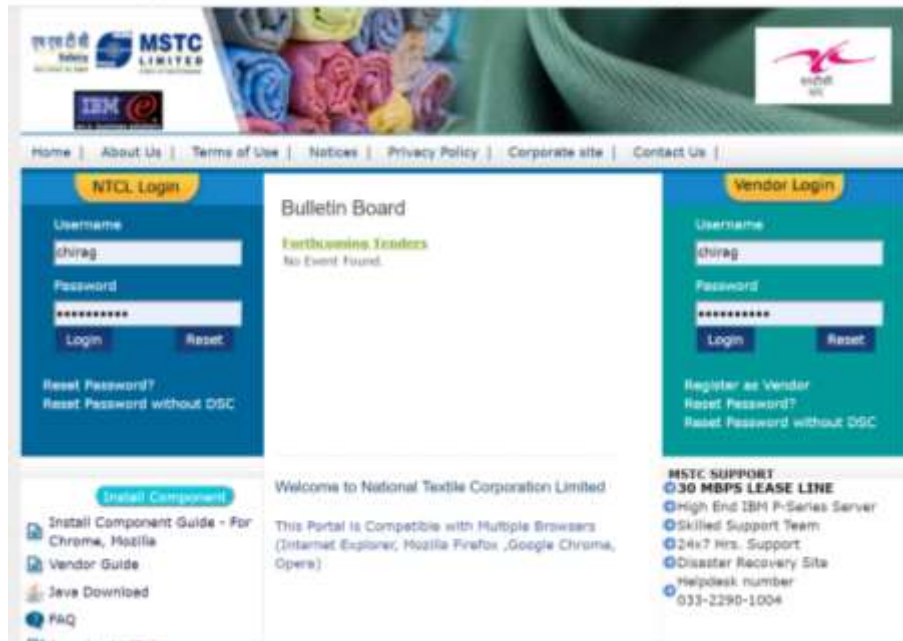 एम एस टी सी
MSTC
LIMITED
IBM
एनटीसी
NTC
Home | About Us | Terms of Use | Notices | Privacy Policy | Corporate site | Contact Us |
NTCL Login
Username
chirag
Password
••••••••••
Login Reset
Reset Password?
Reset Password without DSC
Bulletin Board
Forthcoming Tenders
No Event Found.
Vendor Login
Username
chirag
Password
••••••••••
Login Reset
Register as Vendor
Reset Password?
Reset Password without DSC
Install Component
Install Component Guide - For
Chrome, Mozilla
Vendor Guide
Java Download
FAQ
Welcome to National Textile Corporation Limited
This Portal is Compatible with Multiple Browsers
(Internet Explorer, Mozilla Firefox ,Google Chrome,
Opera)
MSTC SUPPORT
30 MBPS LEASE LINE
High End IBM P-Series Server
Skilled Support Team
24x7 Hrs. Support
Disaster Recovery Site
Helpdesk number
033-2290-1004